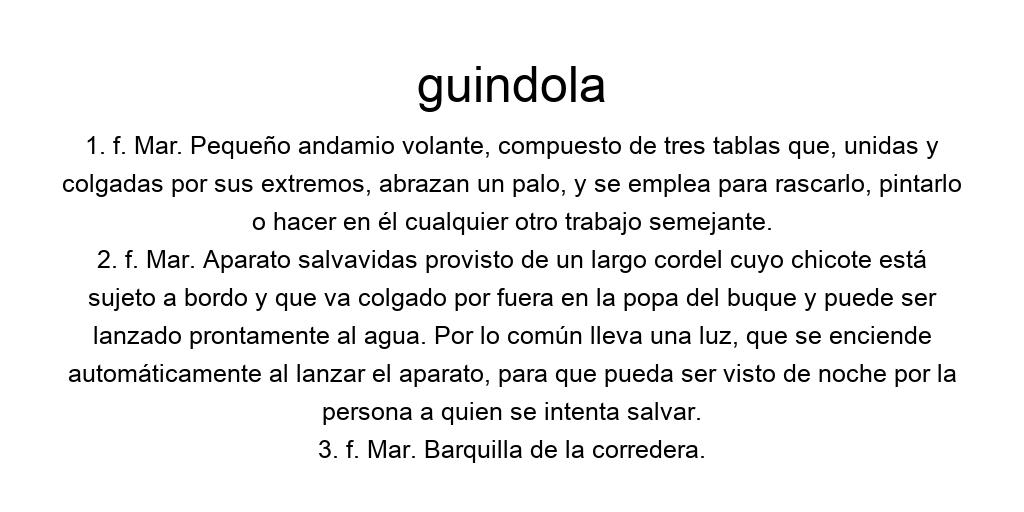 guindola
1. f. Mar. Pequeño andamio volante, compuesto de tres tablas que, unidas y
colgadas por sus extremos, abrazan un palo, y se emplea para rascarlo, pintarlo
o hacer en él cualquier otro trabajo semejante.
2. f. Mar. Aparato salvavidas provisto de un largo cordel cuyo chicote está
sujeto a bordo y que va colgado por fuera en la popa del buque y puede ser
lanzado prontamente al agua. Por lo común lleva una luz, que se enciende
automáticamente al lanzar el aparato, para que pueda ser visto de noche por la
persona a quien se intenta salvar.
3. f. Mar. Barquilla de la corredera.